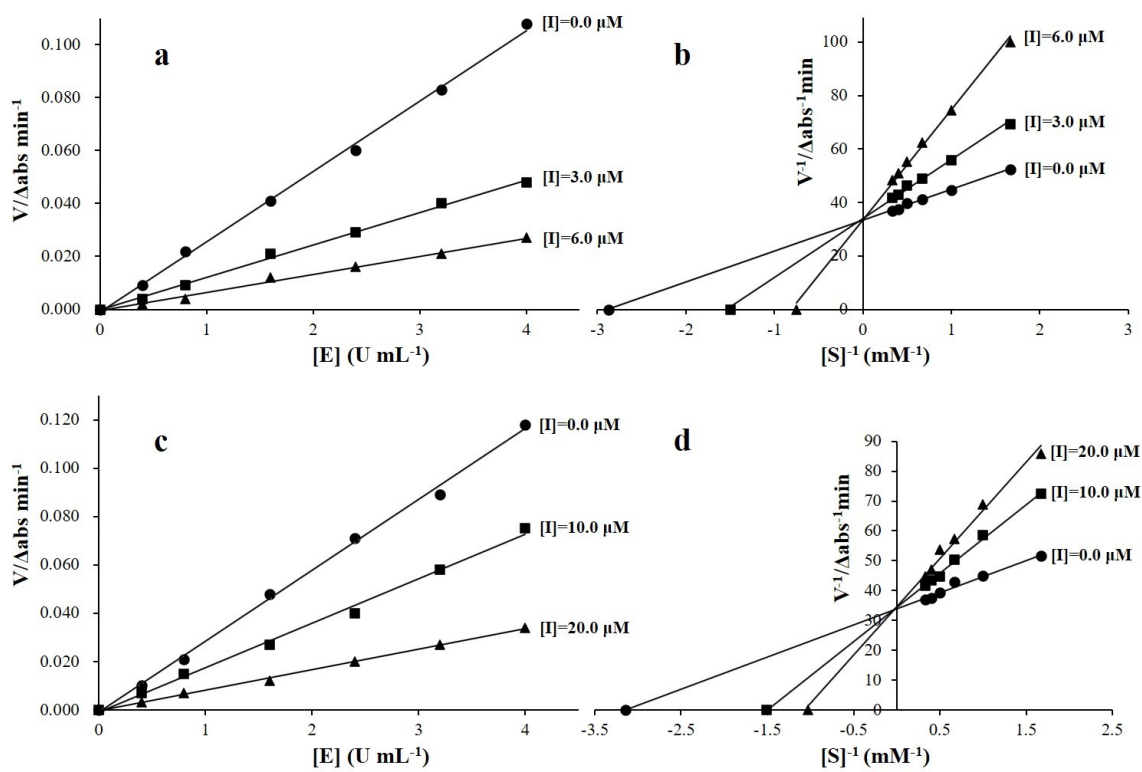 a
V/Δabs min⁻¹
0.100
0.080
0.060
0.040
0.020
0.000
[I]=0.0 μM
[I]=3.0 μM
[I]=6.0 μM
0 1 2 3 4
[E] (U mL⁻¹)
b
V⁻¹/Δabs⁻¹min
100
80
60
40
20
0
[I]=6.0 μM
[I]=3.0 μM
[I]=0.0 μM
-3 -2 -1 0 1 2 3
[S]⁻¹ (mM⁻¹)
c
V/Δabs min⁻¹
0.120
0.100
0.080
0.060
0.040
0.020
0.000
[I]=0.0 μM
[I]=10.0 μM
[I]=20.0 μM
0 1 2 3 4
[E] (U mL⁻¹)
d
V⁻¹/Δabs⁻¹min
90
80
70
60
50
40
30
20
10
0
[I]=20.0 μM
[I]=10.0 μM
[I]=0.0 μM
-3.5 -2.5 -1.5 -0.5 0.5 1.5 2.5
[S]⁻¹ (mM⁻¹)